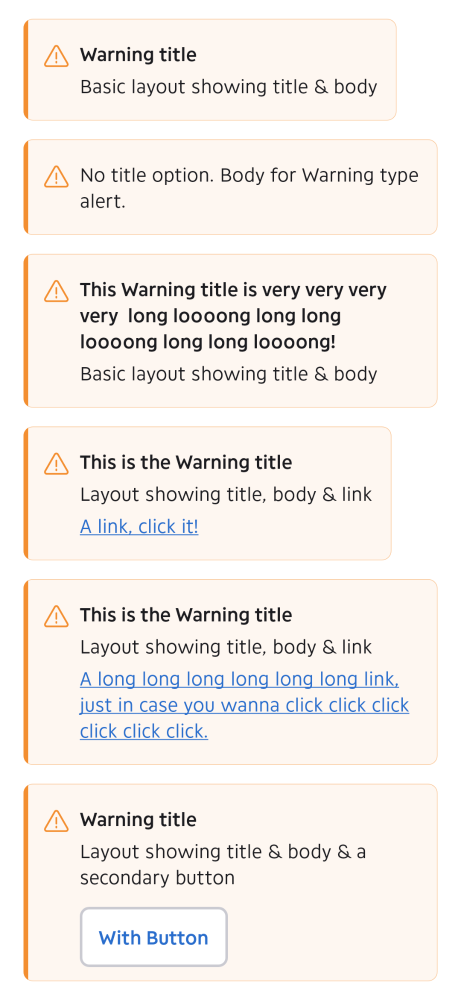 Warning title
Basic layout showing title & body
No title option. Body for Warning type
alert.
This Warning title is very very very
very  long loooong long long
loooong long long loooong!
Basic layout showing title & body
This is the Warning title
Layout showing title, body & link
A link, click it!
This is the Warning title
Layout showing title, body & link
A long long long long long long link,
just in case you wanna click click click
click click click.
Warning title
Layout showing title & body & a
secondary button
With Button